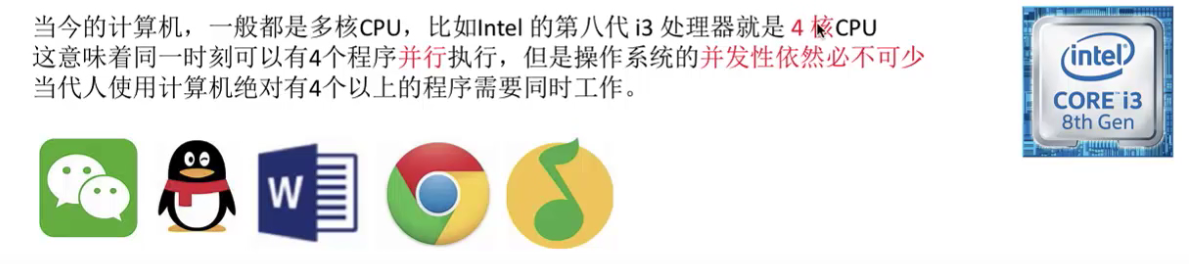 当今的计算机，一般都是多核CPU，比如Intel 的第八代 i3 处理器就是 4 核CPU
这意味着同一时刻可以有4个程序并行执行，但是操作系统的并发性依然必不可少
当代人使用计算机绝对有4个以上的程序需要同时工作。
intel
CORE™ i3
8th Gen
W